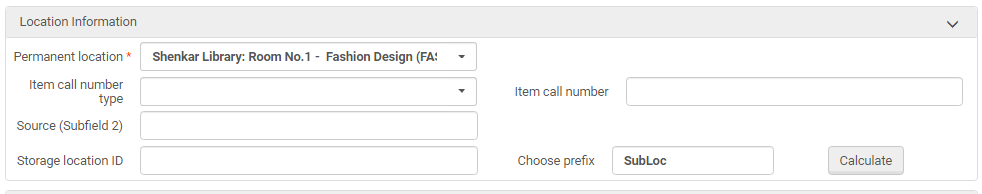 Location Information
Permanent location * Shenkar Library: Room No.1 - Fashion Design (FAS
Item call number type
Item call number
Source (Subfield 2)
Storage location ID
Choose prefix SubLoc Calculate